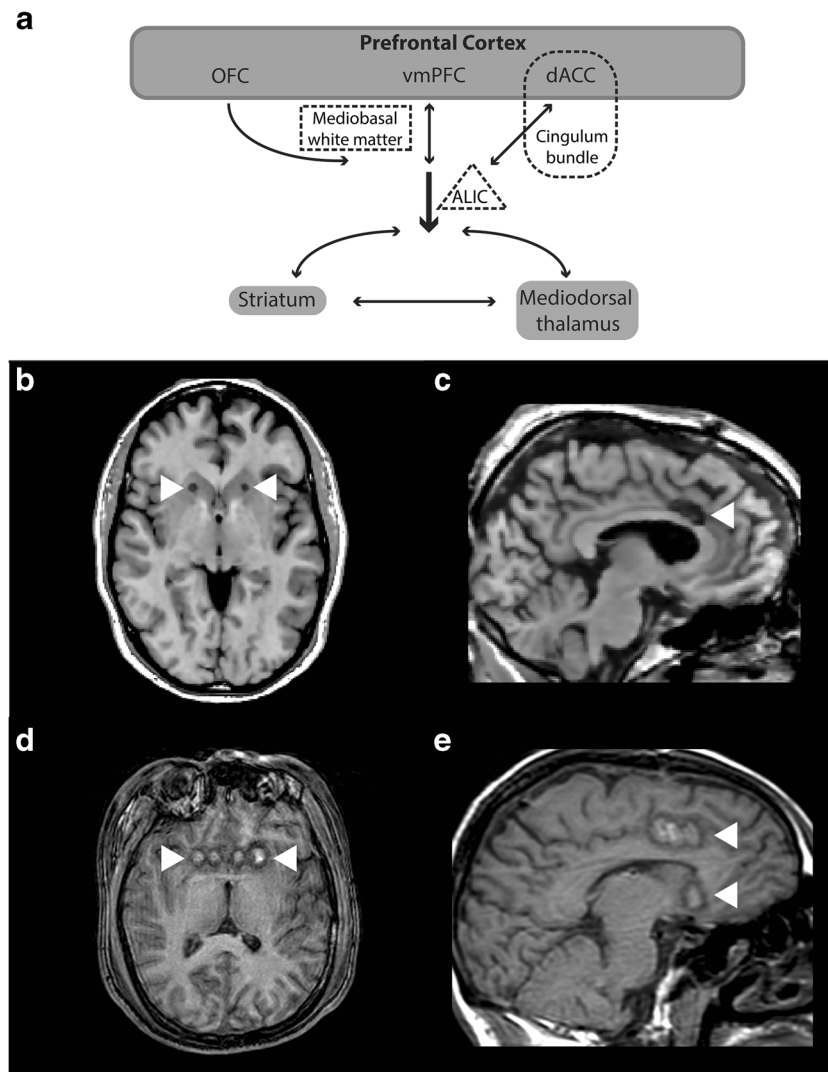 a
Prefrontal Cortex
OFC
vmPFC
dACC
Mediobasal
white matter
Cingulum
bundle
ALIC
Striatum
Mediodorsal
thalamus
b
c
d
e